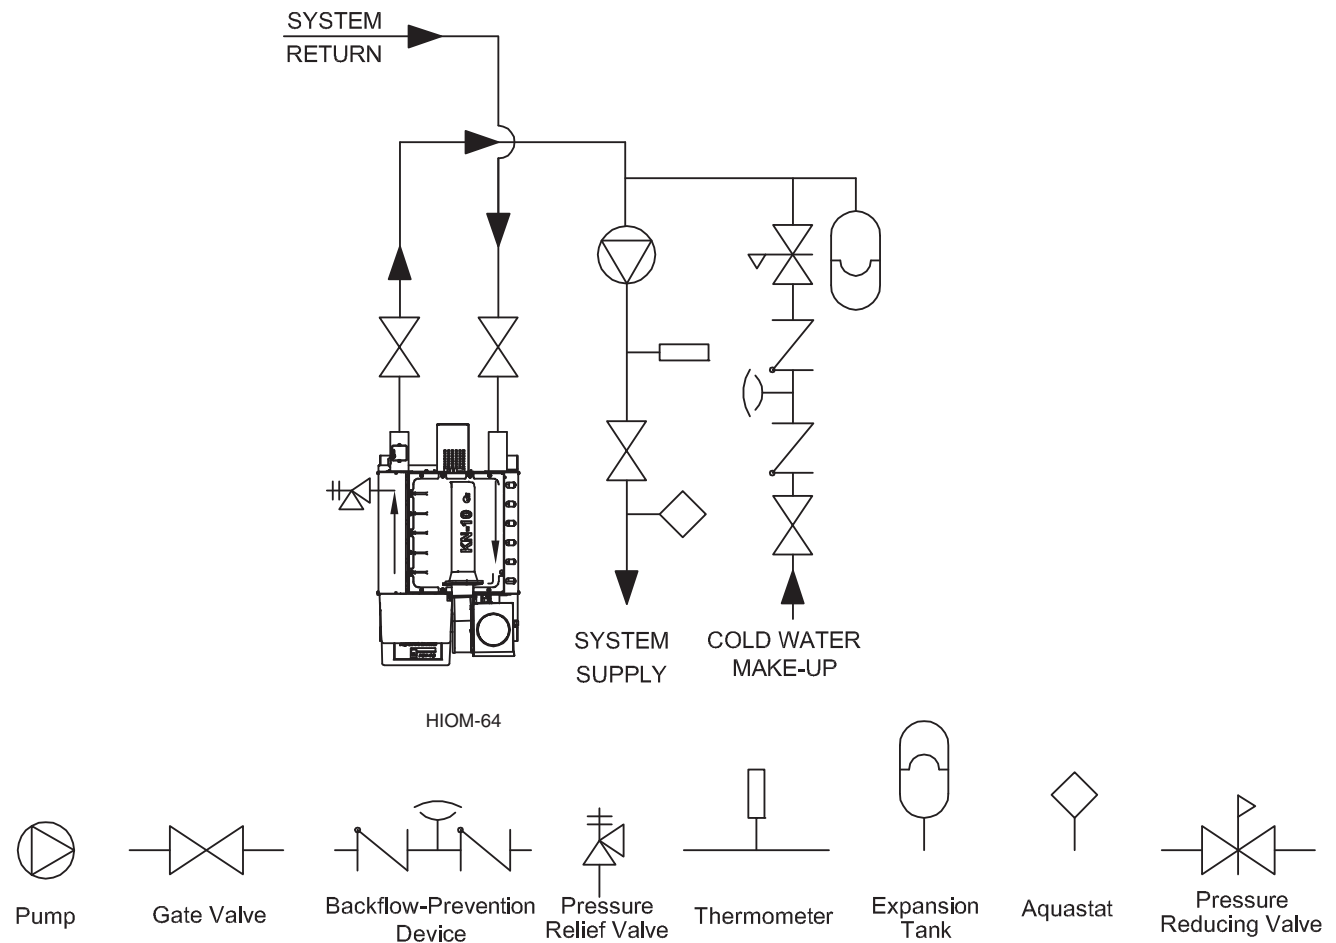 SYSTEM
RETURN
KN-10
SYSTEM
SUPPLY
COLD WATER
MAKE-UP
HIOM-64
Pump
Gate Valve
Backflow-Prevention
Device
Pressure
Relief Valve
Thermometer
Expansion
Tank
Aquastat
Pressure
Reducing Valve